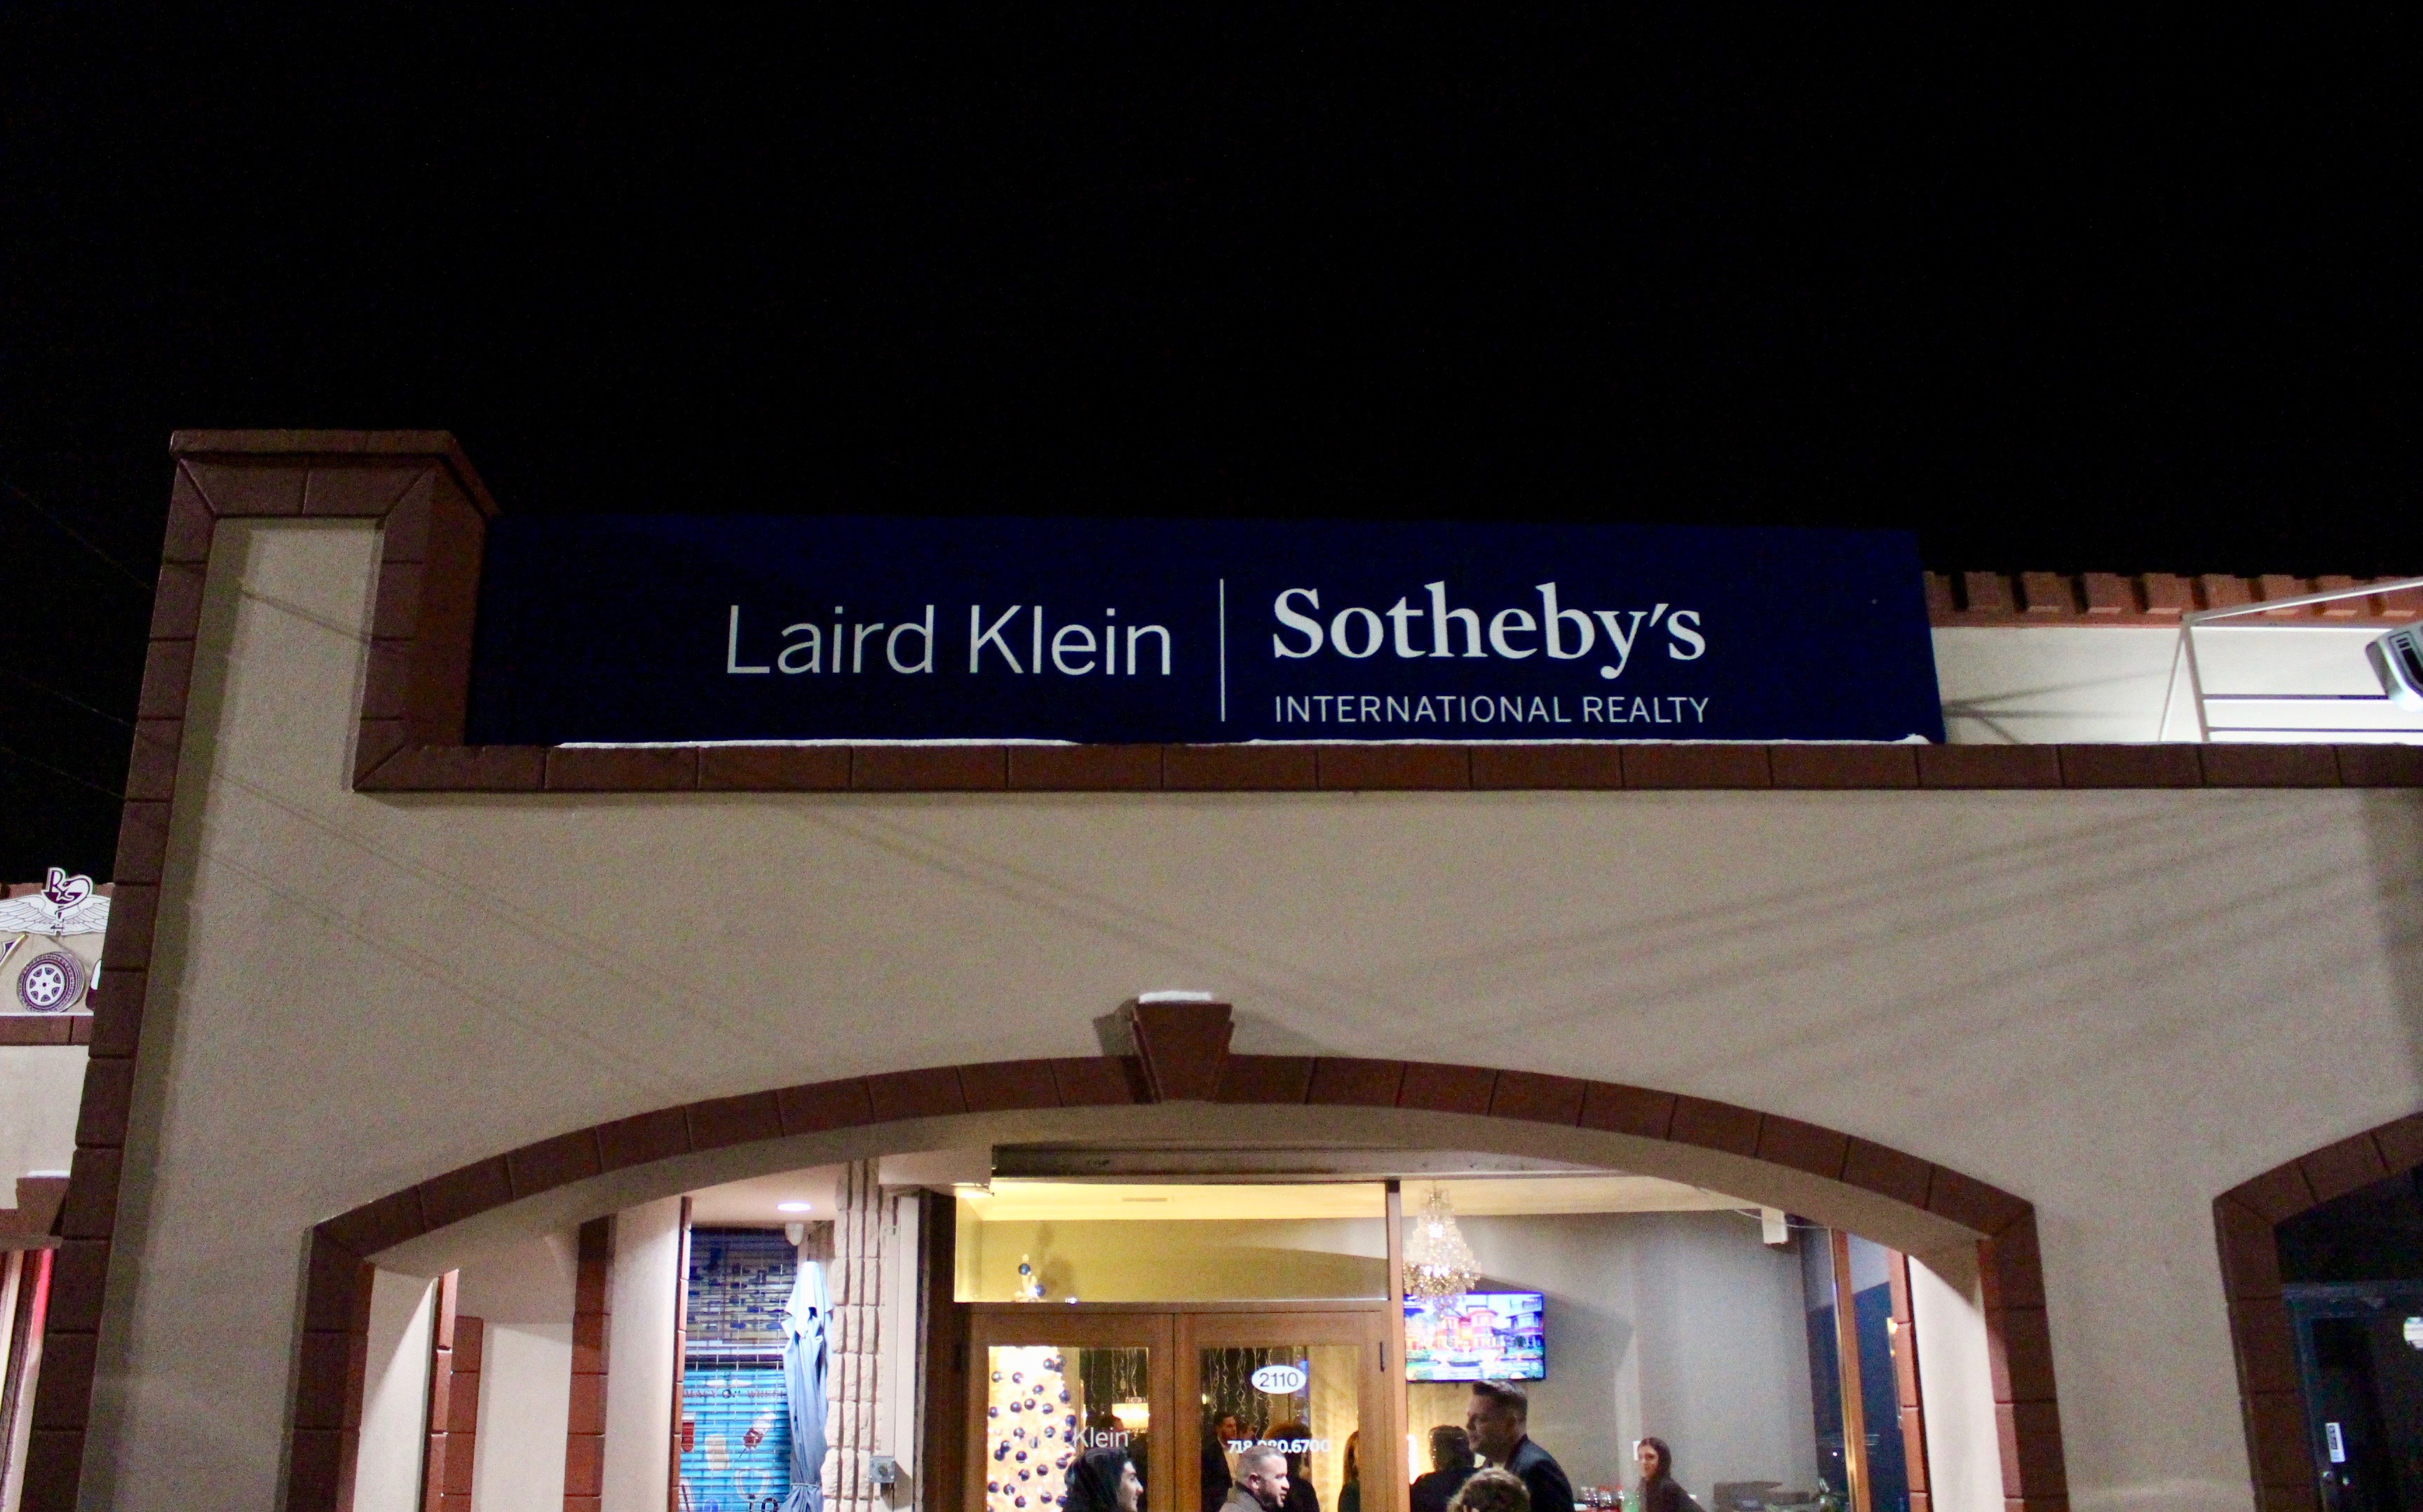 Laird Klein
Sotheby's
INTERNATIONAL REALTY
2110
Klein